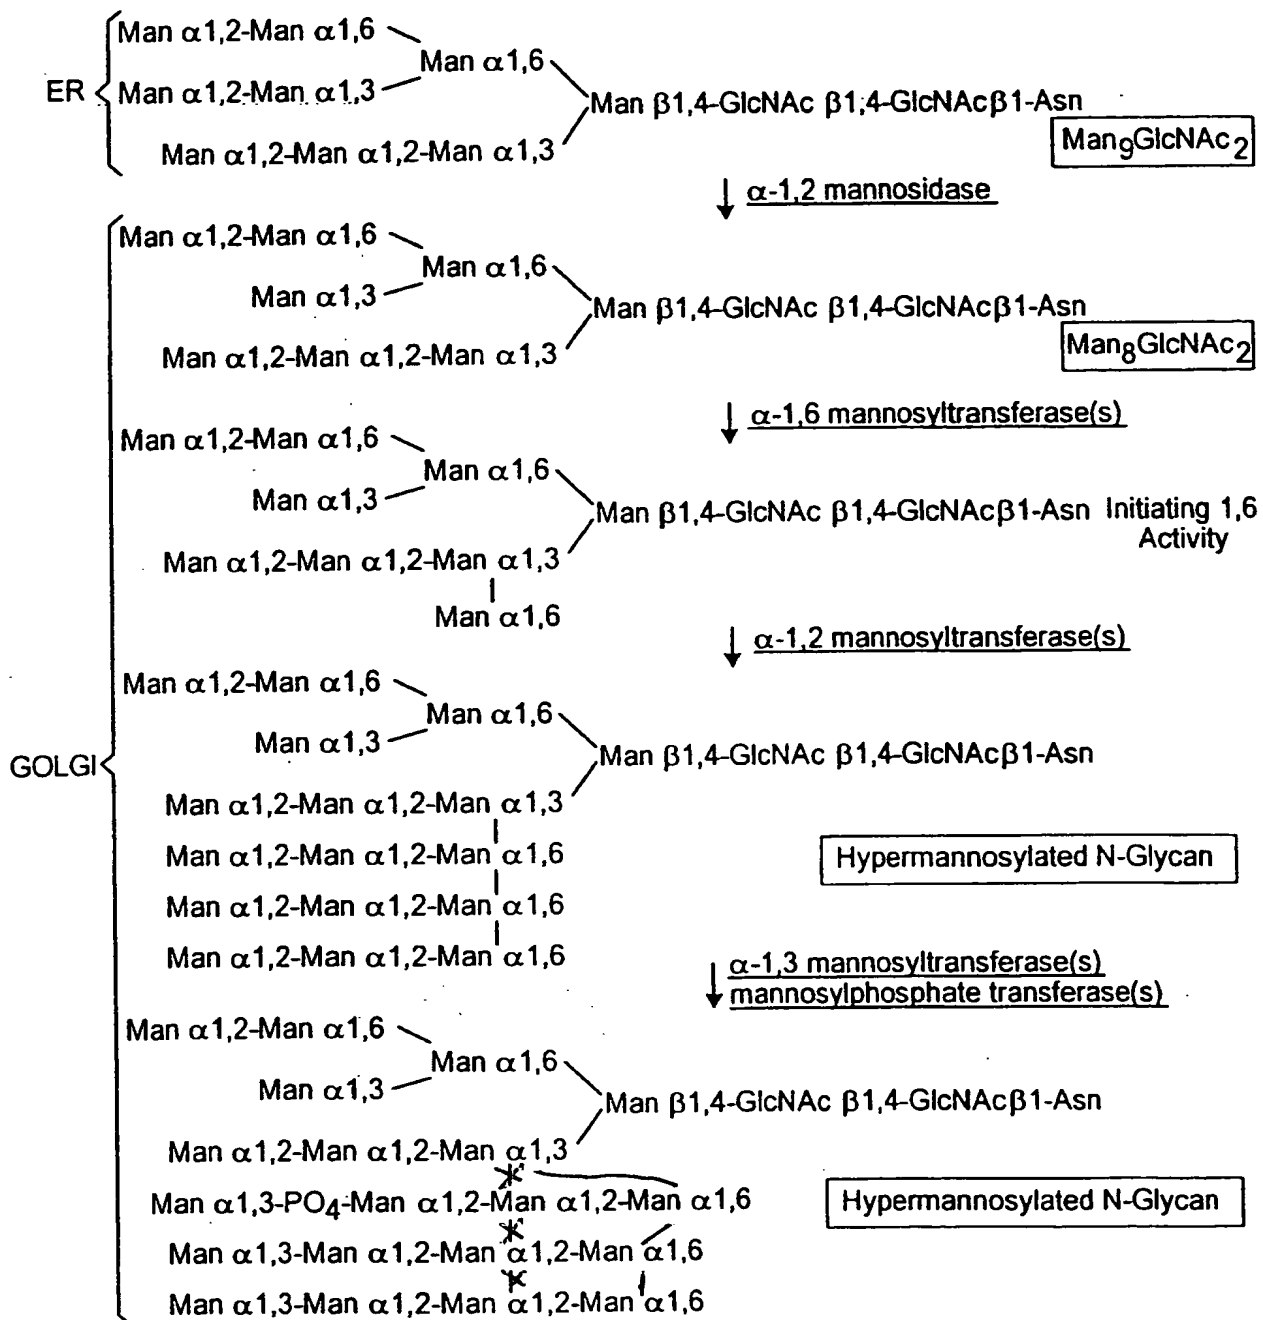 Man α1,2-Man α1,6
Man α1,6
ER
Man α1,2-Man α1,3
Man β1,4-GlcNAc β1,4-GlcNAcβ1-Asn
Man α1,2-Man α1,2-Man α1,3
Man9GlcNAc2
α-1,2 mannosidase
Man α1,2-Man α1,6
Man α1,6
Man α1,3
Man β1,4-GlcNAc β1,4-GlcNAcβ1-Asn
Man α1,2-Man α1,2-Man α1,3
Man8GlcNAc2
α-1,6 mannosyltransferase(s)
Man α1,2-Man α1,6
Man α1,6
Man α1,3
Man β1,4-GlcNAc β1,4-GlcNAcβ1-Asn Initiating 1,6
Activity
Man α1,2-Man α1,2-Man α1,3
Man α1,6
α-1,2 mannosyltransferase(s)
Man α1,2-Man α1,6
Man α1,6
Man α1,3
GOLGI
Man β1,4-GlcNAc β1,4-GlcNAcβ1-Asn
Man α1,2-Man α1,2-Man α1,3
Man α1,2-Man α1,2-Man α1,6
Hypermannosylated N-Glycan
Man α1,2-Man α1,2-Man α1,6
Man α1,2-Man α1,2-Man α1,6
α-1,3 mannosyltransferase(s)
mannosylphosphate transferase(s)
Man α1,2-Man α1,6
Man α1,6
Man α1,3
Man β1,4-GlcNAc β1,4-GlcNAcβ1-Asn
Man α1,2-Man α1,2-Man α1,3
Man α1,3-PO4-Man α1,2-Man α1,2-Man α1,6
Hypermannosylated N-Glycan
Man α1,3-Man α1,2-Man α1,2-Man α1,6
Man α1,3-Man α1,2-Man α1,2-Man α1,6